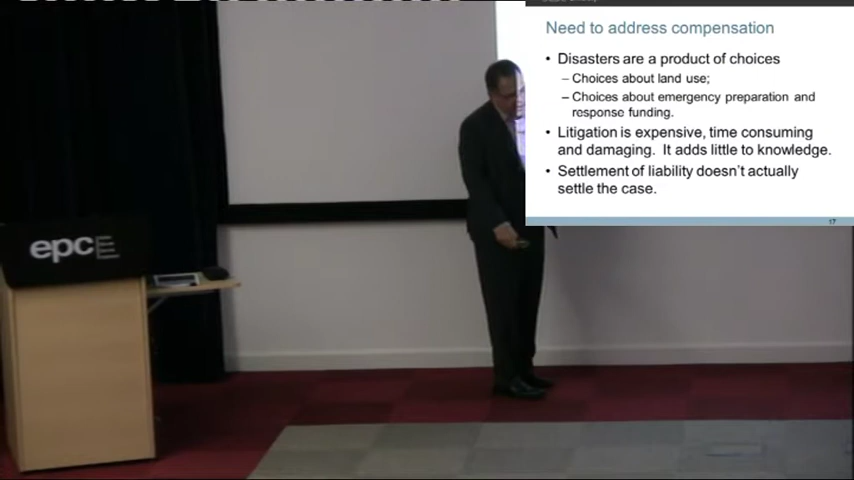 Need to address compensation
• Disasters are a product of choices
– Choices about land use;
– Choices about emergency preparation and
response funding.
• Litigation is expensive, time consuming
and damaging. It adds little to knowledge.
• Settlement of liability doesn't actually
settle the case.
17
epc